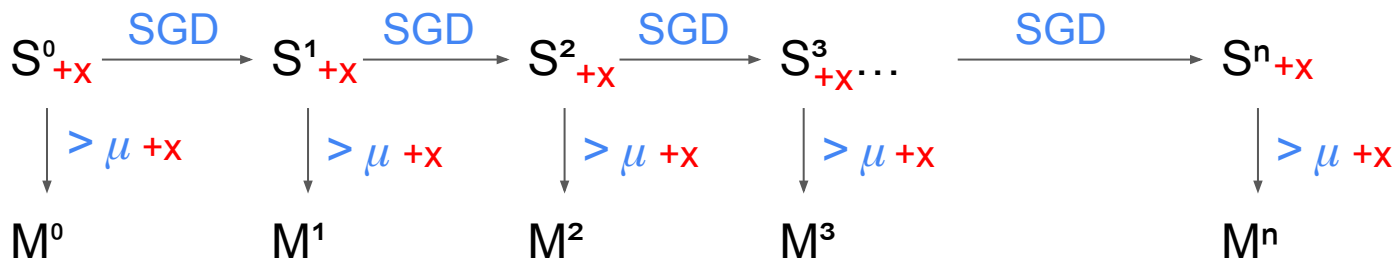 SGD SGD SGD SGD
S⁰+x S¹+x S²+x S³+x... Sⁿ+x
> μ +x > μ +x > μ +x > μ +x > μ +x
M⁰ M¹ M² M³ Mⁿ